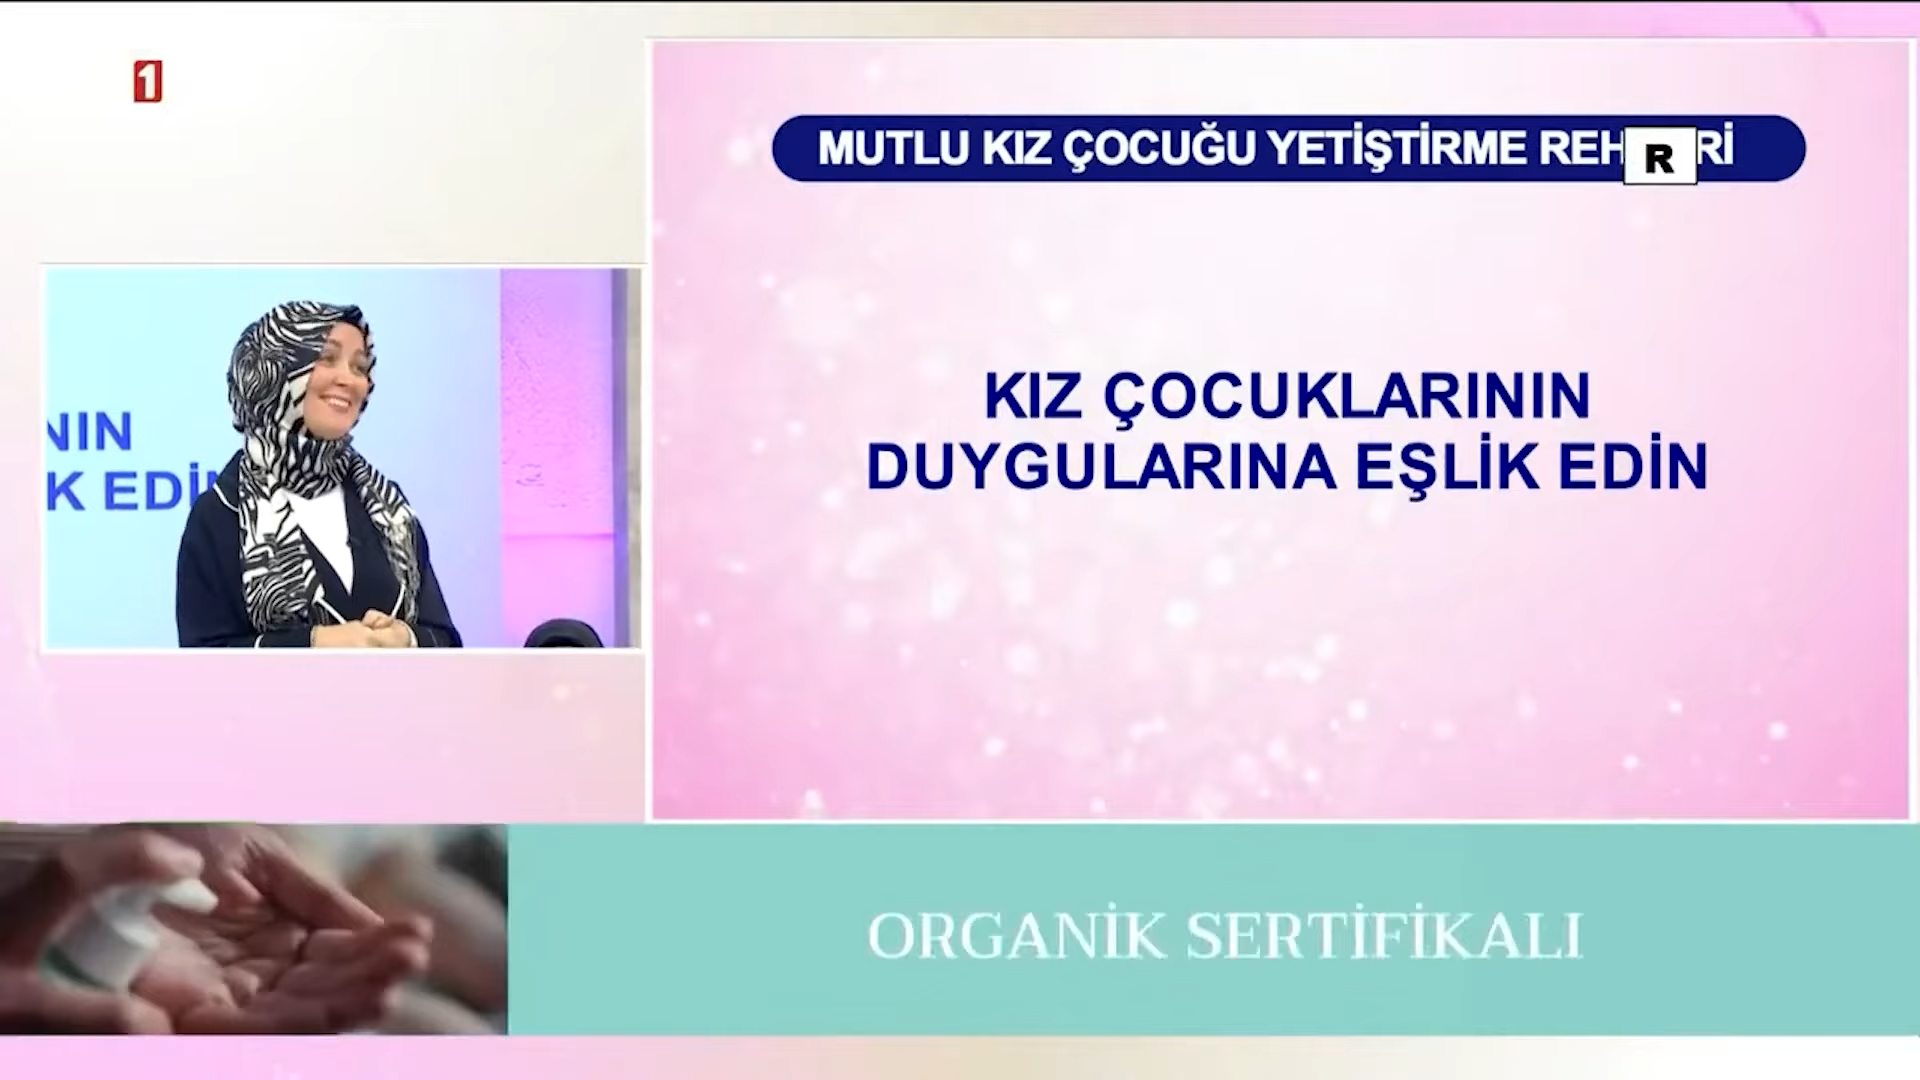 1
MUTLU KIZ ÇOCUĞU YETİŞTİRME REH Rİ
R
NIN
K EDİN
KIZ ÇOCUKLARININ
DUYGULARINA EŞLİK EDİN
ORGANİK SERTİFİKALI